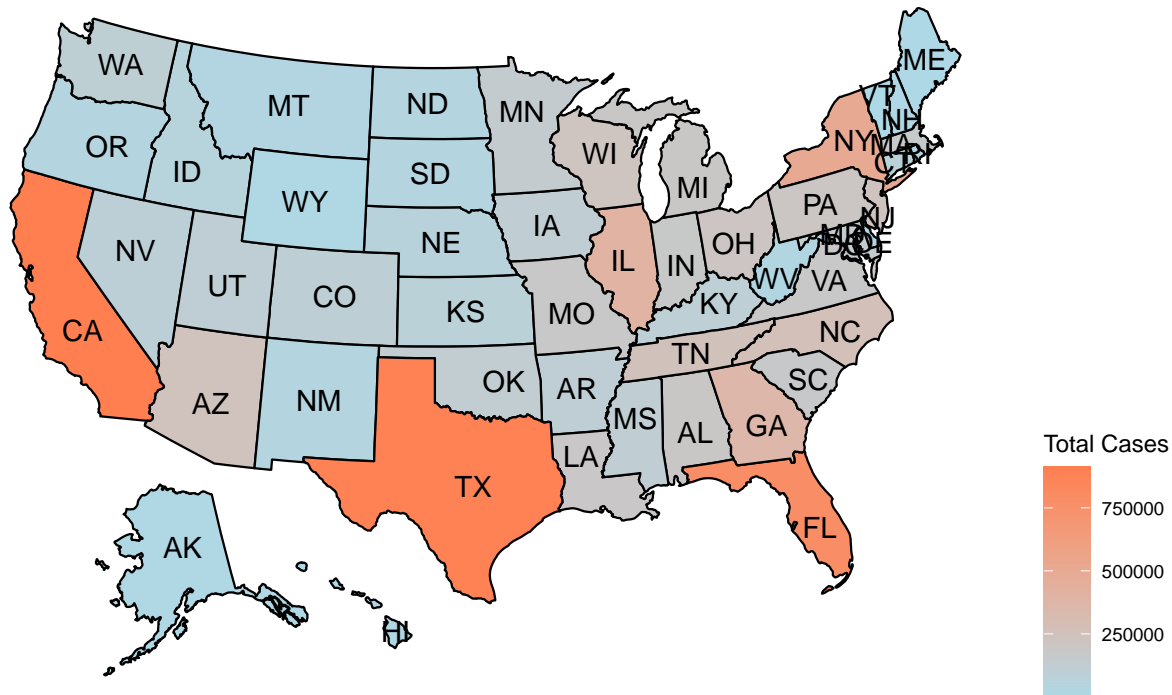 ME
WA
VT
MT
ND
NH
MN
NY
MA
OR
RI
WI
CT
ID
SD
MI
WY
PA
NJ
IA
NE
OH
NV
IL
IN
DE
WV
UT
CO
VA
KY
KS
MO
CA
NC
TN
OK
SC
AR
NM
AZ
MS
GA
AL
LA
TX
FL
AK
HI
Total Cases
750000
500000
250000